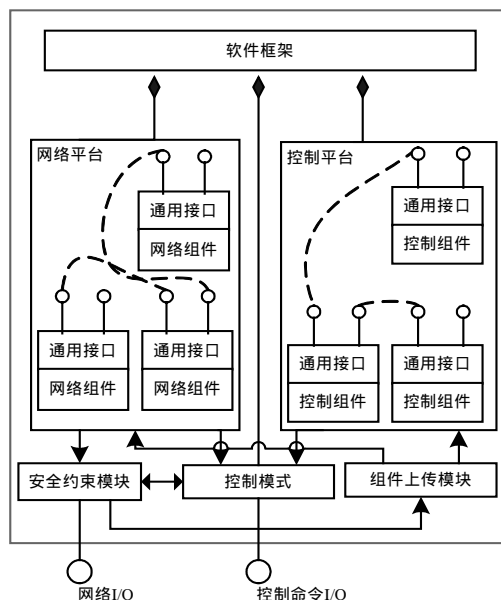 软件框架
网络平台
控制平台
通用接口
网络组件
通用接口
控制组件
通用接口
网络组件
通用接口
网络组件
通用接口
控制组件
通用接口
控制组件
安全约束模块
控制模式
组件上传模块
网络I/O
控制命令I/O